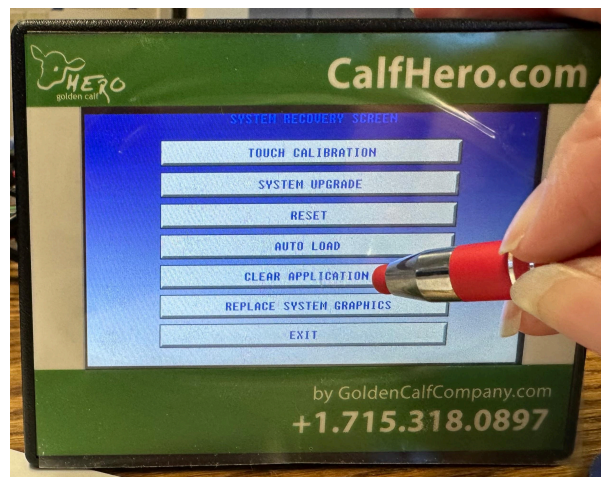 HERO
golden calf
CalfHero.com
SYSTEM RECOVERY SCREEN
TOUCH CALIBRATION
SYSTEM UPGRADE
RESET
AUTO LOAD
CLEAR APPLICATION
REPLACE SYSTEM GRAPHICS
EXIT
by GoldenCalfCompany.com
+1.715.318.0897